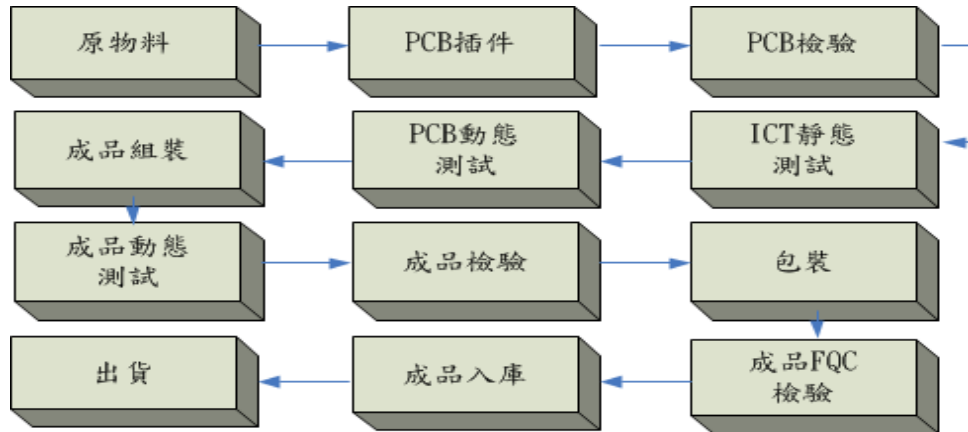 原物料
PCB插件
PCB檢驗
ICT靜態
測試
PCB動態
測試
成品組裝
成品動態
測試
成品檢驗
包裝
成品FQC
檢驗
成品入庫
出貨